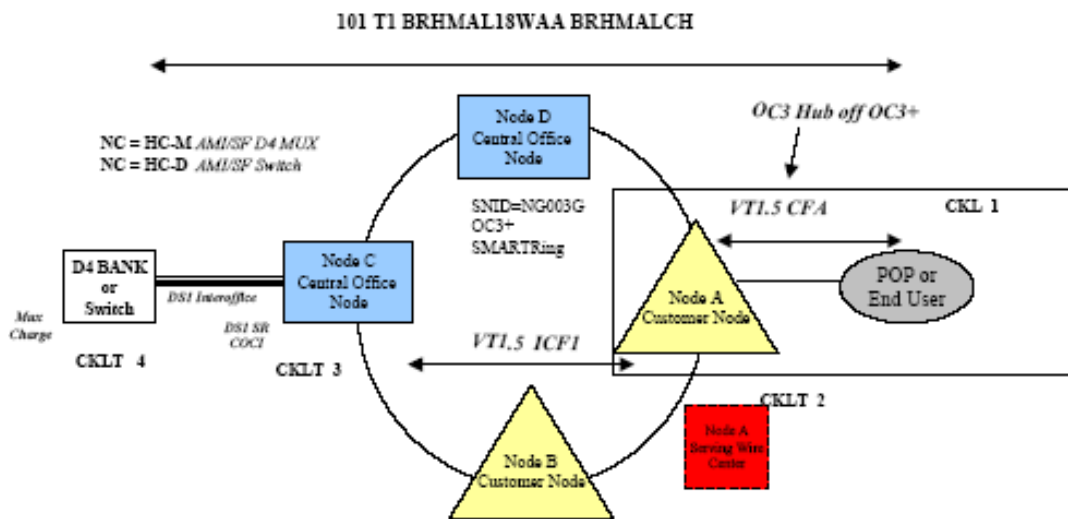 101 T1 BRHMAL18WAA BRHMALCH
OC3 Hub off OC3+
Node D
Central Office
Node
NC = HC-M AMI/SF D4 MUX
NC = HC-D AMI/SF Switch
SNID=NG003G
OC3+
SMARTRing
VT1.5 CFA
CKL 1
D4 BANK
or
Switch
DS1 Interoffice
Node C
Central Office
Node
POP or
End User
Node A
Customer Node
Mux
Charge
DS1 SR
COCI
VT1.5 ICF1
CKLT 4
CKLT 3
CKLT 2
Node A
Serving Wire
Center
Node B
Customer Node